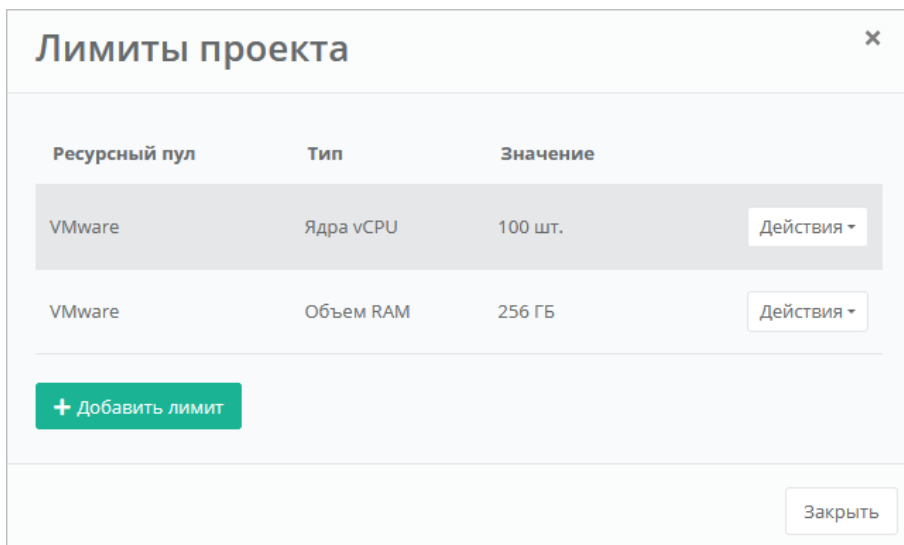 Лимиты проекта ×
Ресурсный пул Тип Значение
VMware Ядра vCPU 100 шт. Действия
VMware Объем RAM 256 ГБ Действия
+ Добавить лимит
Закрыть